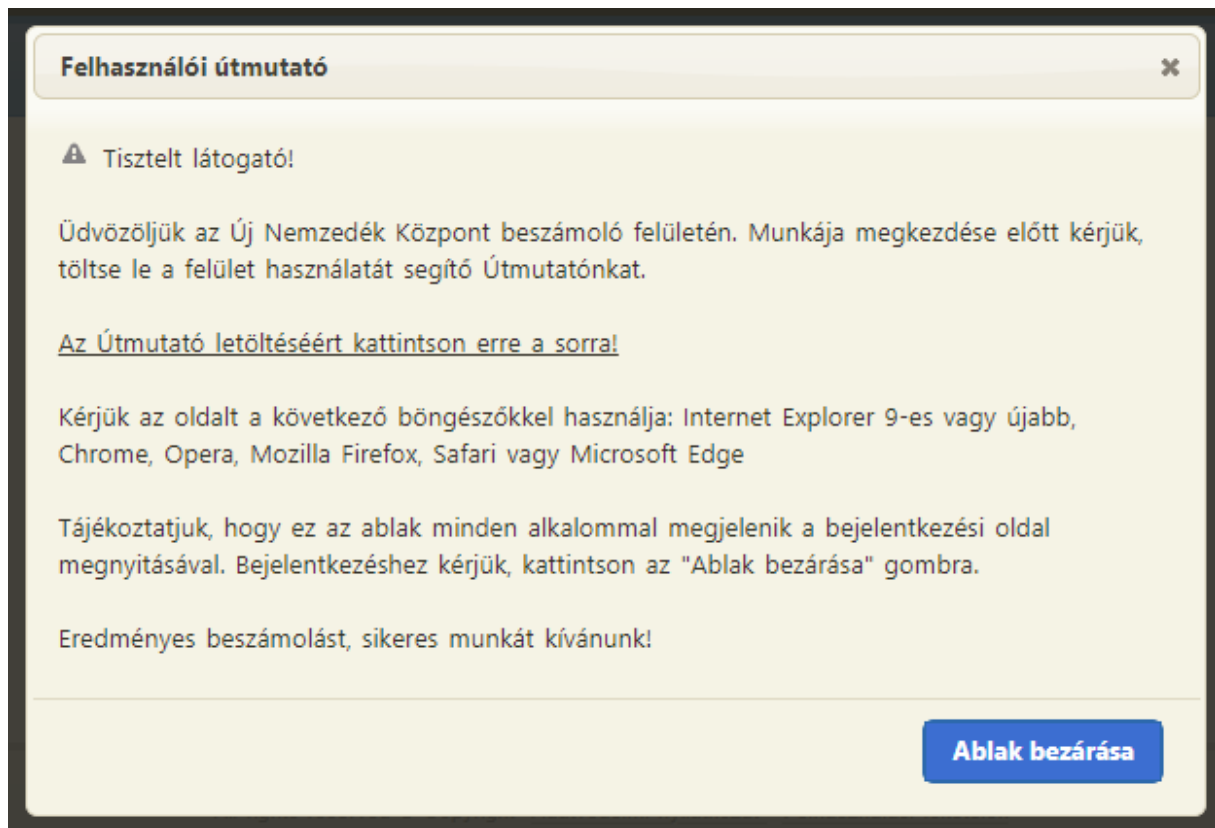 Felhasználói útmutató
Tisztelt látogató!
Üdvözöljük az Új Nemzedék Központ beszámoló felületén. Munkája megkezdése előtt kérjük,
töltse le a felület használatát segítő Útmutatónkat.
Az Útmutató letöltéséért kattintson erre a sorra!
Kérjük az oldalt a következő böngészőkkel használja: Internet Explorer 9-es vagy újabb,
Chrome, Opera, Mozilla Firefox, Safari vagy Microsoft Edge
Tájékoztatjuk, hogy ez az ablak minden alkalommal megjelenik a bejelentkezési oldal
megnyitásával. Bejelentkezéshez kérjük, kattintson az "Ablak bezárása" gombra.
Eredményes beszámolást, sikeres munkát kívánunk!
Ablak bezárása